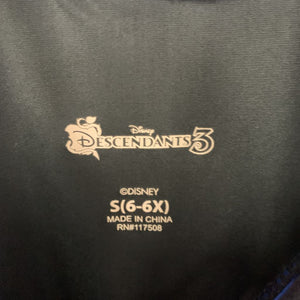 Disney
DESCENDANTS 3
©DISNEY
S(6-6X)
MADE IN CHINA
RN#117508